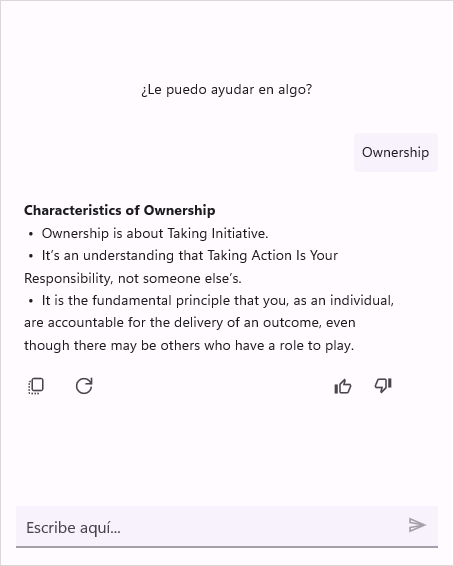 ¿Le puedo ayudar en algo?
Ownership
Characteristics of Ownership
• Ownership is about Taking Initiative.
• It’s an understanding that Taking Action Is Your
Responsibility, not someone else’s.
• It is the fundamental principle that you, as an individual,
are accountable for the delivery of an outcome, even
though there may be others who have a role to play.
Escribe aquí...